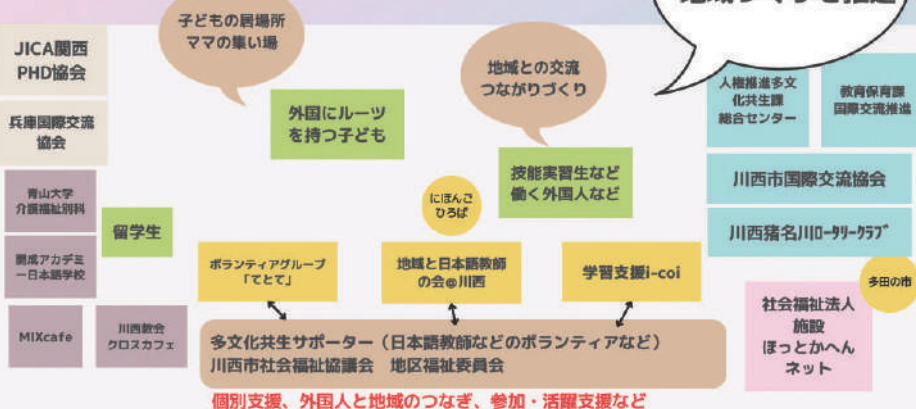 子どもの居場所
ママの集い場
JICA関西
PHD協会
兵庫国際交流
協会
外国にルーツ
を持つ子ども
地域との交流
つながりづくり
人権推進多文
化共生課
総合センター
教育保育課
国際交流推進
技能実習生など
働く外国人など
川西市国際交流協会
川西猪名川ロータリークラブ
青山大学
介護福祉別科
留学生
開成アカデミ
ー日本語学校
にほんご
ひろば
ボランティアグループ
「てとて」
地域と日本語教師
の会@川西
学習支援i-coi
多田の市
社会福祉法人
施設
ほっとかへん
ネット
MIXcafe
川西教会
クロスカフェ
多文化共生サポーター（日本語教師などのボランティアなど）
川西市社会福祉協議会　地区福祉委員会
個別支援、外国人と地域のつなぎ、参加・活躍支援など